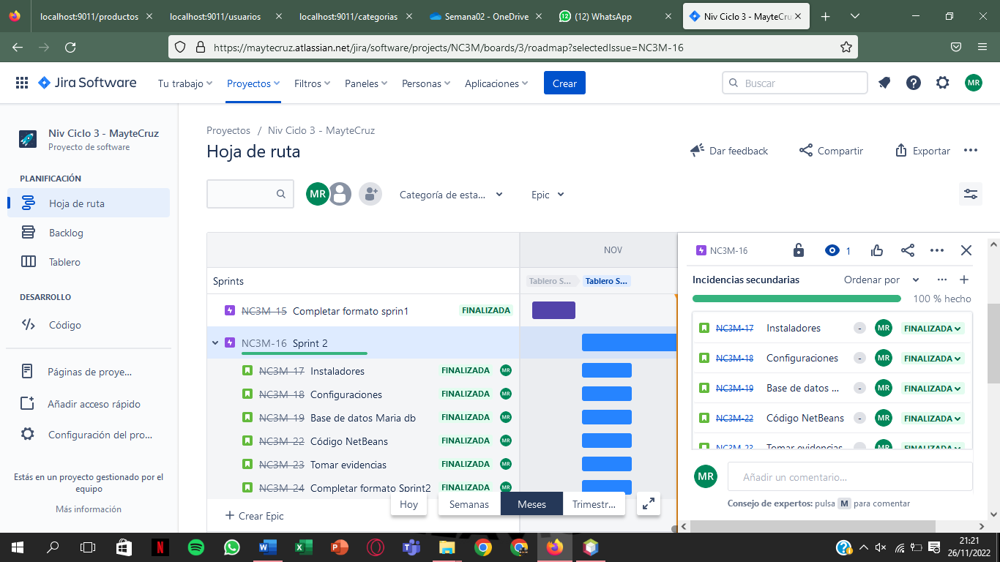 localhost:9011/productos
localhost:9011/usuarios
localhost:9011/categorias
Semana02 - OneDrive
(12) WhatsApp
Niv Ciclo 3 - MayteCru
https://maytecruz.atlassian.net/jira/software/projects/NC3M/boards/3/roadmap?selectedIssue=NC3M-16
Jira Software
Tu trabajo
Proyectos
Filtros
Paneles
Personas
Aplicaciones
Crear
Buscar
MR
Niv Ciclo 3 - MayteCruz
Proyecto de software
PLANIFICACIÓN
Hoja de ruta
Backlog
Tablero
DESARROLLO
Código
Páginas de proye...
Añadir acceso rápido
Configuración del pro...
Estás en un proyecto gestionado por el
equipo
Más información
Proyectos / Niv Ciclo 3 - MayteCruz
Hoja de ruta
Dar feedback
Compartir
Exportar
MR
Categoría de esta...
Epic
NOV
Sprints
Tablero S...
Tablero S...
NC3M-15 Completar formato sprin1 FINALIZADA
NC3M-16 Sprint 2
NC3M-17 Instaladores FINALIZADA MR
NC3M-18 Configuraciones FINALIZADA MR
NC3M-19 Base de datos Maria db FINALIZADA MR
NC3M-22 Código NetBeans FINALIZADA MR
NC3M-23 Tomar evidencias FINALIZADA MR
NC3M-24 Completar formato Sprint2 FINALIZADA MR
+ Crear Epic
Hoy
Semanas
Meses
Trimestr...
NC3M-16
1
Incidencias secundarias
Ordenar por
100 % hecho
NC3M-17 Instaladores - MR FINALIZADA
NC3M-18 Configuraciones - MR FINALIZADA
NC3M-19 Base de datos ... - MR FINALIZADA
NC3M-22 Código NetBeans - MR FINALIZADA
NC3M-23 Tomar evidencias MR FINALIZADA
MR
Añadir un comentario...
Consejo de expertos: pulsa M para comentar
21:21
26/11/2022